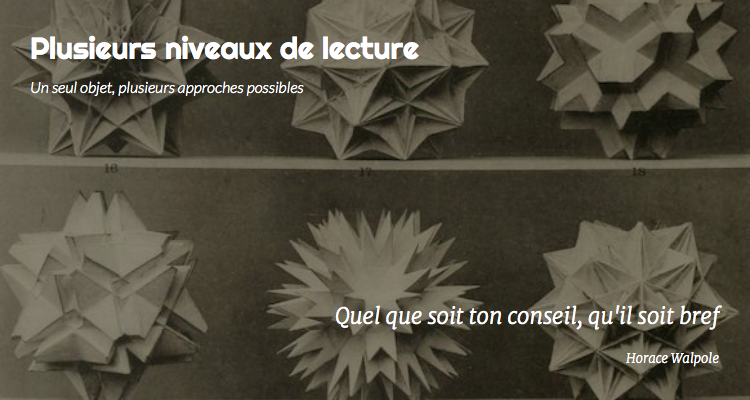 Plusieurs niveaux de lecture
Un seul objet, plusieurs approches possibles
16
17.
18
Quel que soit ton conseil, qu'il soit bref
Horace Walpole